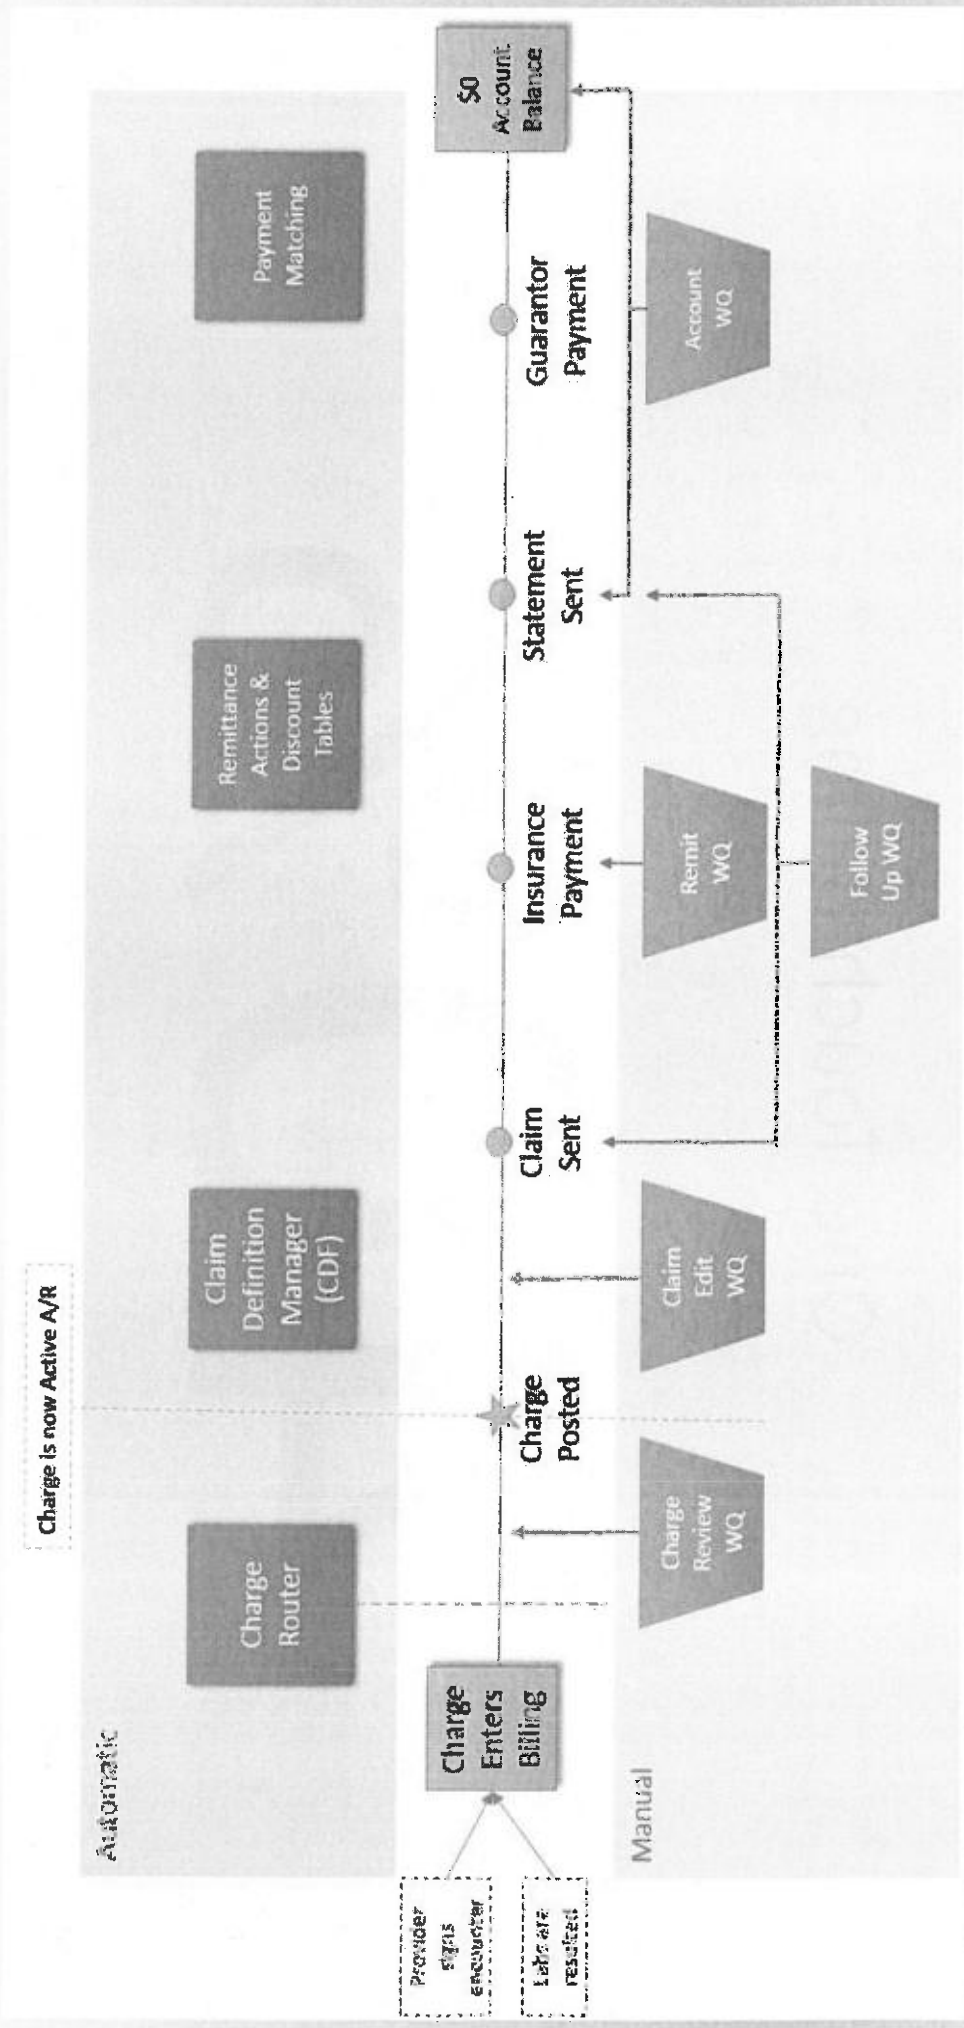 Charge is now Active A/R
Automatic
Charge
Router
Claim
Definition
Manager
(CDF)
Remittance
Actions &
Discount
Tables
Payment
Matching
Provider
signs
encounter
Labs are
resulted
Charge
Enters
Billing
Charge
Posted
Claim
Sent
Insurance
Payment
Statement
Sent
Guarantor
Payment
$0
Account
Balance
Manual
Charge
Review
WQ
Claim
Edit
WQ
Remit
WQ
Follow
Up WQ
Account
WQ